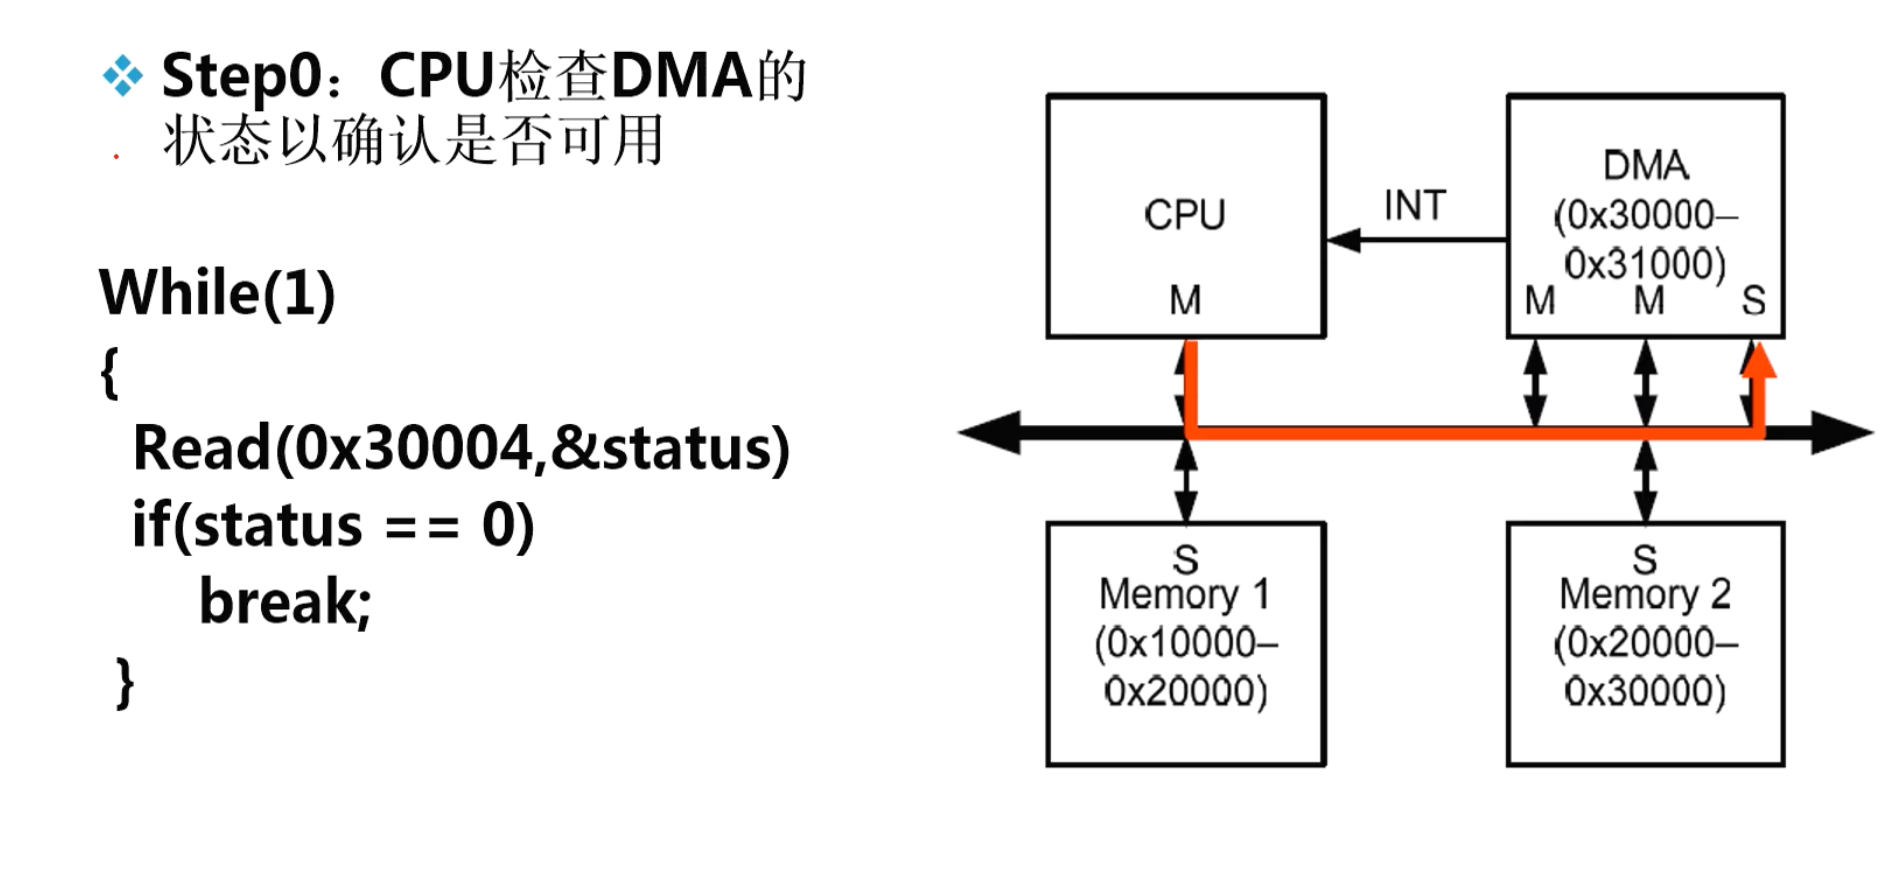 Step0：CPU检查DMA的
状态以确认是否可用
While(1)
{
Read(0x30004,&status)
if(status == 0)
break;
}
CPU
M
INT
DMA
(0x30000–
0x31000)
M M S
S
Memory 1
(0x10000–
0x20000)
S
Memory 2
(0x20000–
0x30000)